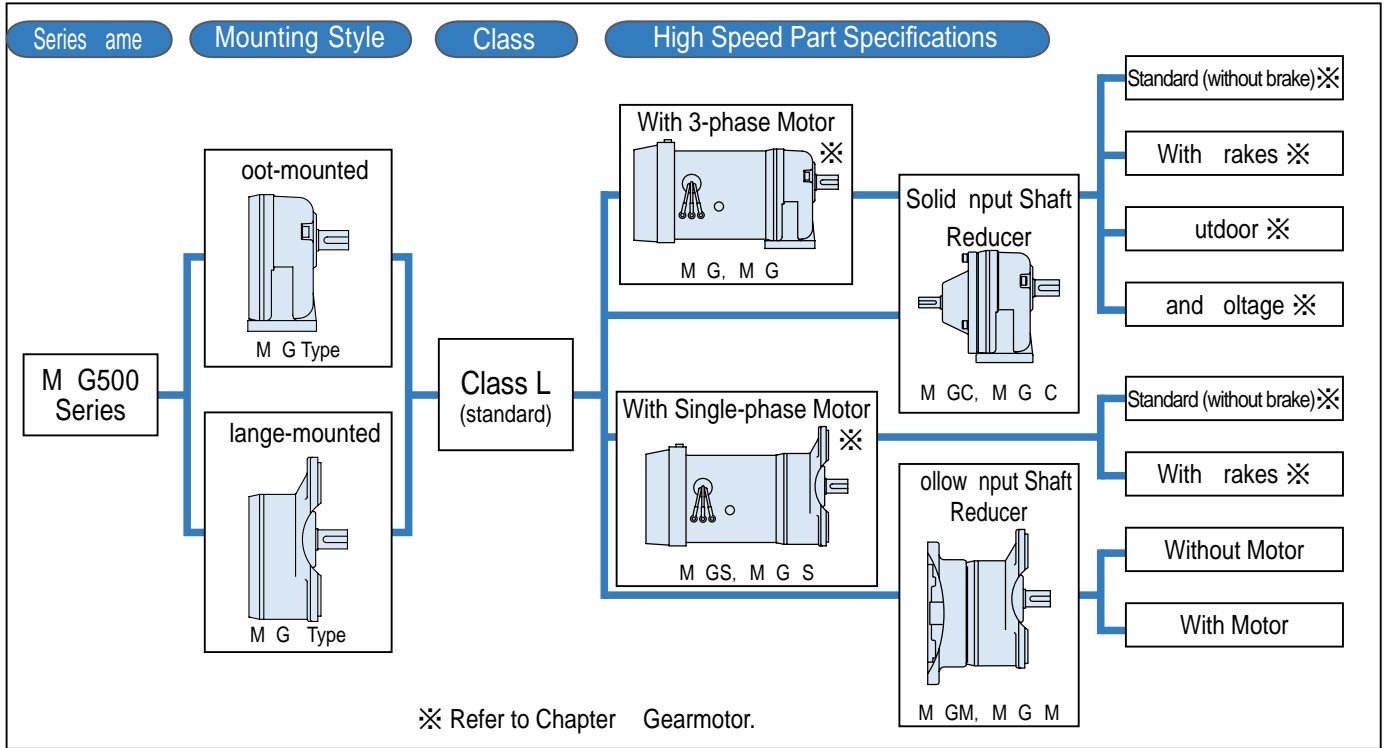 Series ame
Mounting Style
Class
High Speed Part Specifications
M G500
Series
oot-mounted
M G Type
lange-mounted
M G Type
Class L
(standard)
With 3-phase Motor
※
M G, M G
Solid nput Shaft
Reducer
M GC, M G C
With Single-phase Motor
※
M GS, M G S
ollow nput Shaft
Reducer
M GM, M G M
Standard (without brake)※
With rakes ※
utdoor ※
and oltage ※
Standard (without brake)※
With rakes ※
Without Motor
With Motor
※ Refer to Chapter Gearmotor.